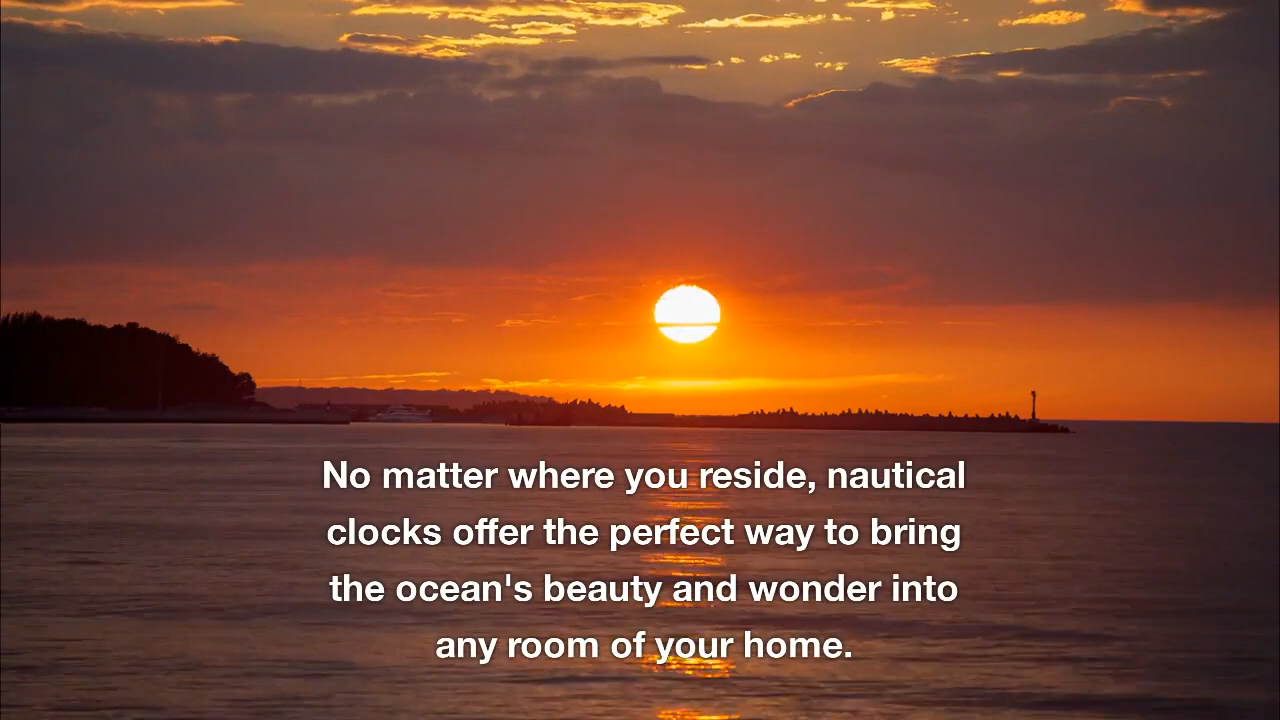 No matter where you reside, nautical
clocks offer the perfect way to bring
the ocean's beauty and wonder into
any room of your home.